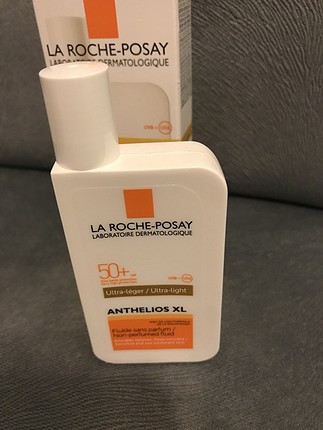 LA ROCHE-POSAY
LABORATOIRE DERMATOLOGIQUE
LA ROCHE-POSAY
LABORATOIRE DERMATOLOGIQUE
50+
Ultra-léger / Ultra-light
ANTHELIOS XL
Fluide sans parfum /
Non-perfumed fluid